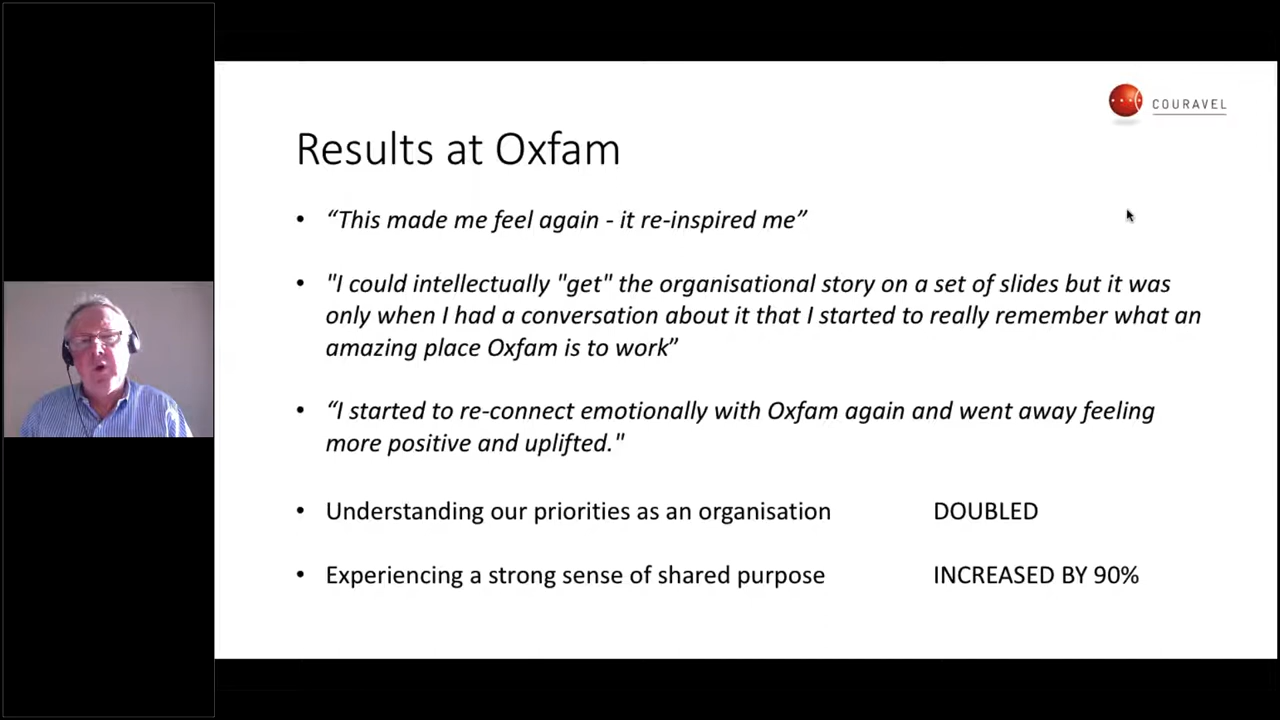 COURAVEL
Results at Oxfam
• “This made me feel again - it re-inspired me”
• "I could intellectually "get" the organisational story on a set of slides but it was
only when I had a conversation about it that I started to really remember what an
amazing place Oxfam is to work”
• “I started to re-connect emotionally with Oxfam again and went away feeling
more positive and uplifted."
• Understanding our priorities as an organisation DOUBLED
• Experiencing a strong sense of shared purpose INCREASED BY 90%